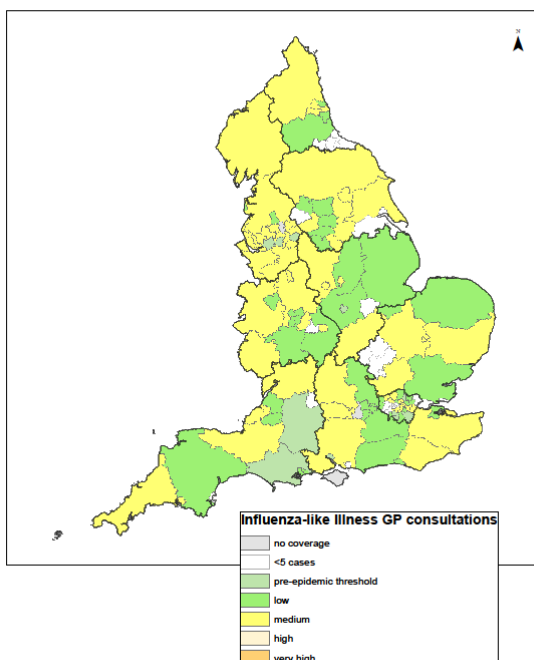 Influenza-like Illness GP consultations
no coverage
<5 cases
pre-epidemic threshold
low
medium
high
very high